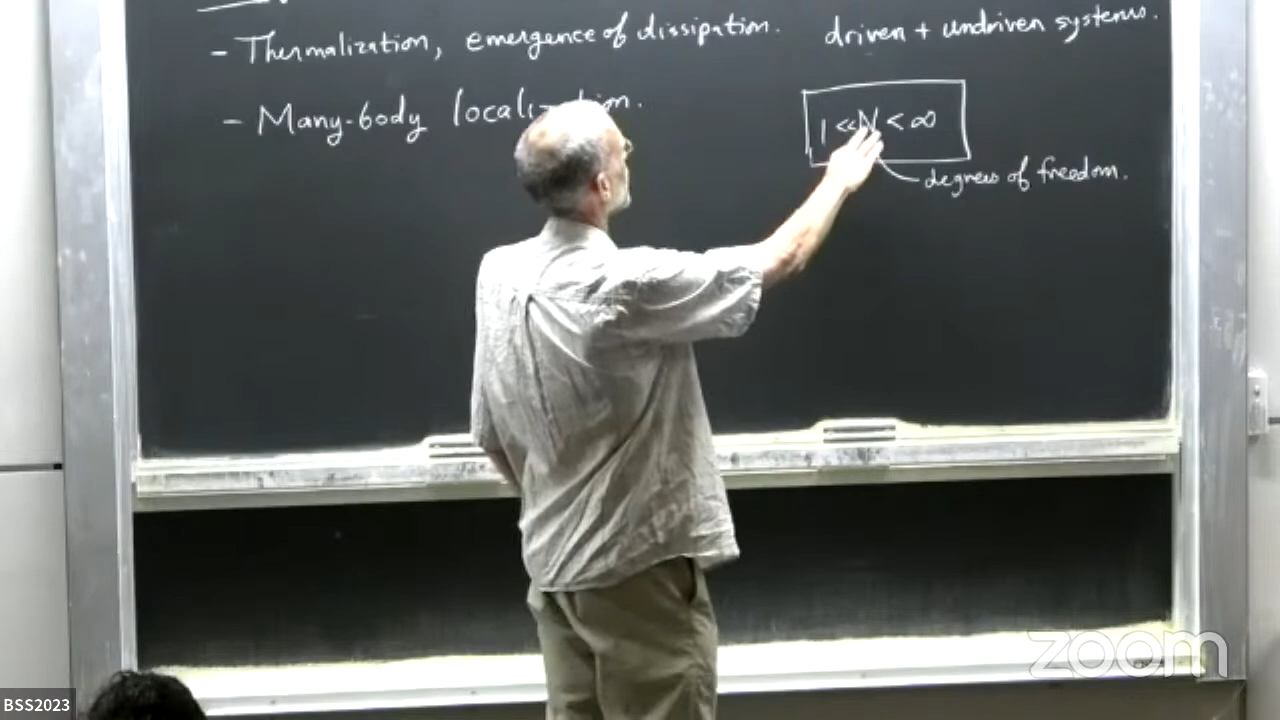 - Thermalization, emergence of dissipation.
driven + undriven systems.
- Many-body localization.
1 << N < ∞
degrees of freedom.
zoom
BSS2023